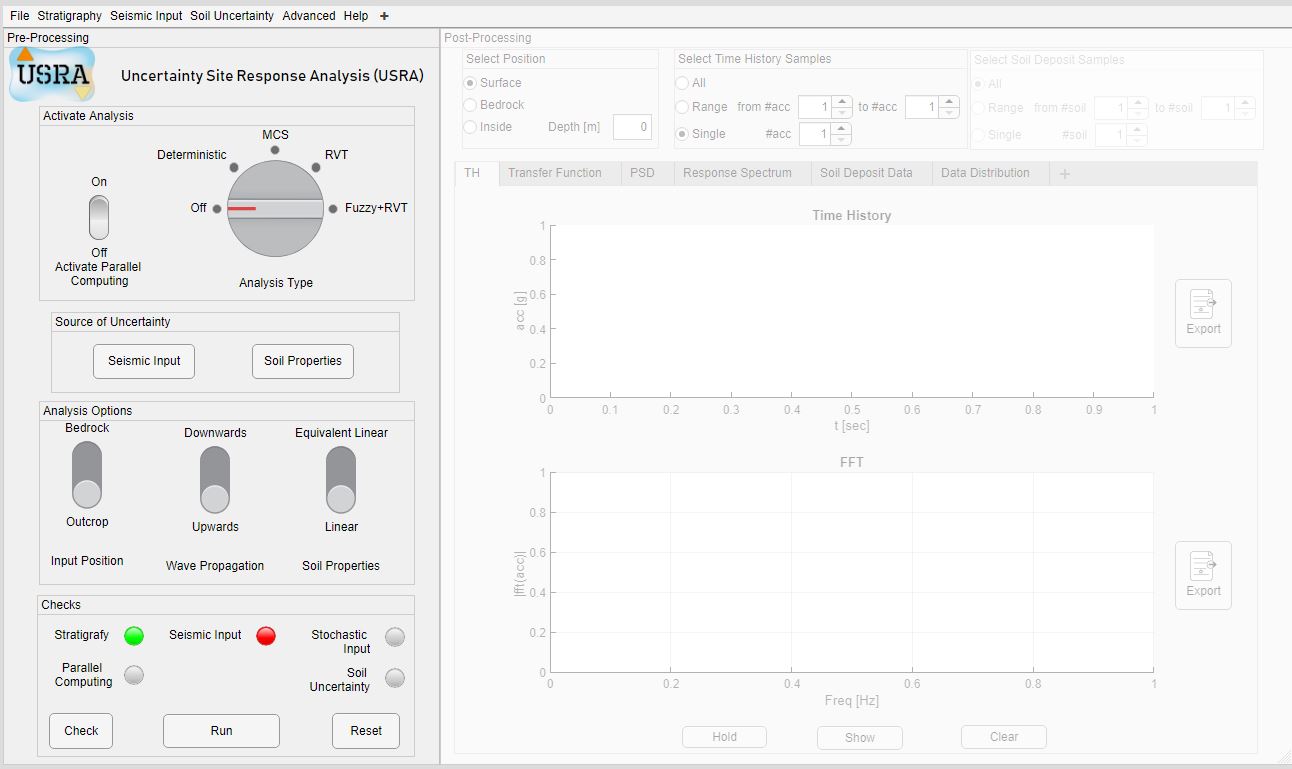 File Stratigraphy Seismic Input Soil Uncertainty Advanced Help +
Pre-Processing
USRA
Uncertainty Site Response Analysis (USRA)
Activate Analysis
MCS
Deterministic
RVT
On
Off
Fuzzy+RVT
Off
Activate Parallel
Computing
Analysis Type
Source of Uncertainty
Seismic Input
Soil Properties
Analysis Options
Bedrock
Downwards
Equivalent Linear
Outcrop
Upwards
Linear
Input Position
Wave Propagation
Soil Properties
Checks
Stratigrafy
Seismic Input
Stochastic
Input
Parallel
Computing
Soil
Uncertainty
Check
Run
Reset
Post-Processing
Select Position
Surface
Bedrock
Inside Depth [m] 0
Select Time History Samples
All
Range from #acc 1 to #acc 1
Single #acc 1
Select Soil Deposit Samples
All
Range from #soil 1 to #soil 1
Single #soil 1
TH Transfer Function PSD Response Spectrum Soil Deposit Data Data Distribution +
Time History
1
0.8
0.6
0.4
0.2
0
acc [g]
0 0.1 0.2 0.3 0.4 0.5 0.6 0.7 0.8 0.9 1
t [sec]
Export
FFT
1
0.8
0.6
0.4
0.2
0
|fft(acc)|
0 0.2 0.4 0.6 0.8 1
Freq [Hz]
Export
Hold
Show
Clear